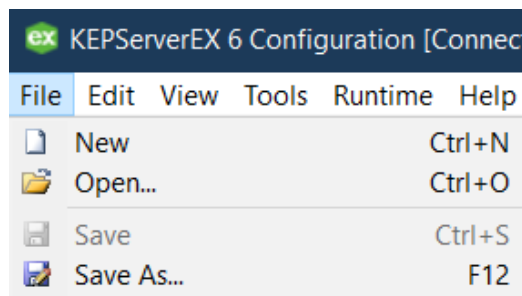 ex KEPServerEX 6 Configuration [Connec
File Edit View Tools Runtime Help
New Ctrl+N
Open... Ctrl+O
Save Ctrl+S
Save As... F12